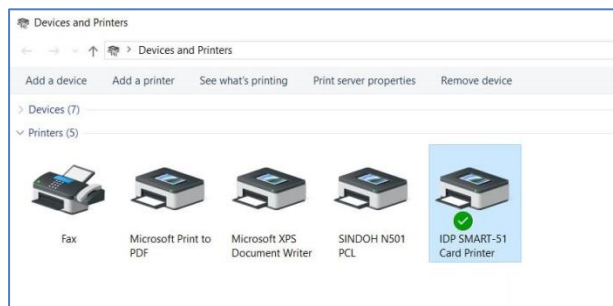 Devices and Printers
Devices and Printers
Add a device Add a printer See what's printing Print server properties Remove device
Devices (7)
Printers (5)
Fax
Microsoft Print to
PDF
Microsoft XPS
Document Writer
SINDOH N501
PCL
IDP SMART-51
Card Printer